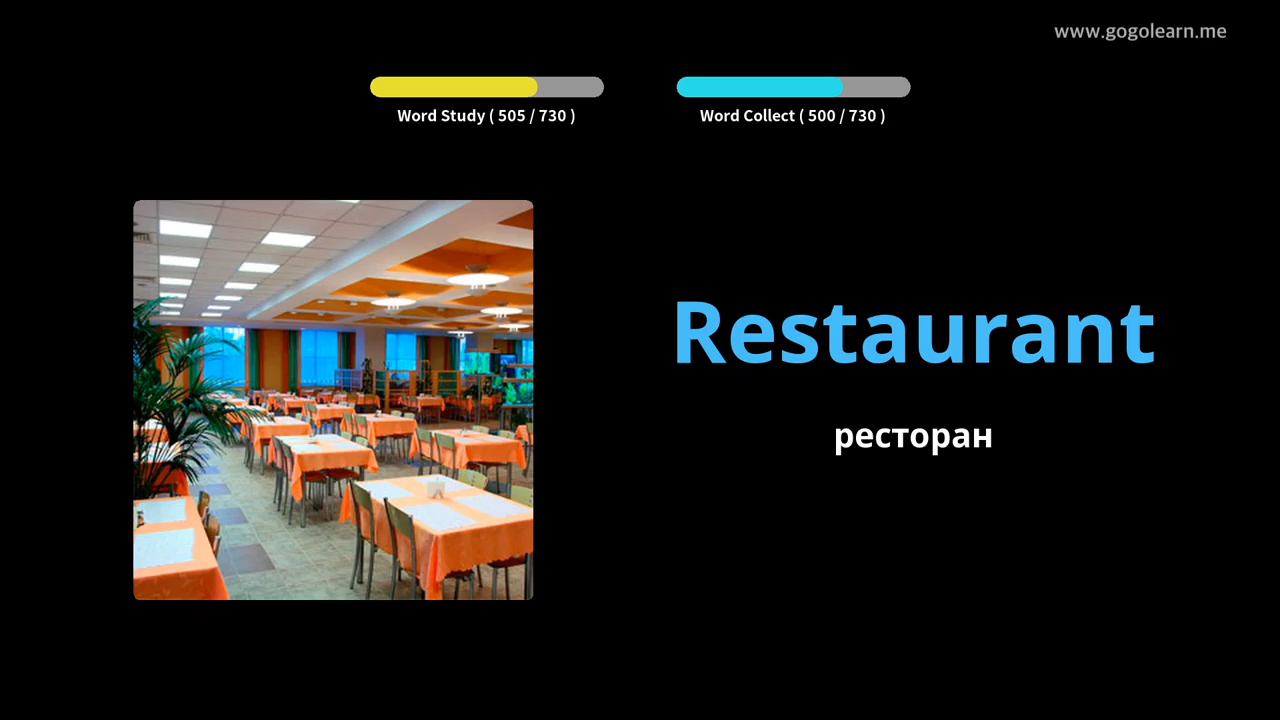 www.gogolearn.me
Word Study ( 505 / 730 )
Word Collect ( 500 / 730 )
Restaurant
ресторан